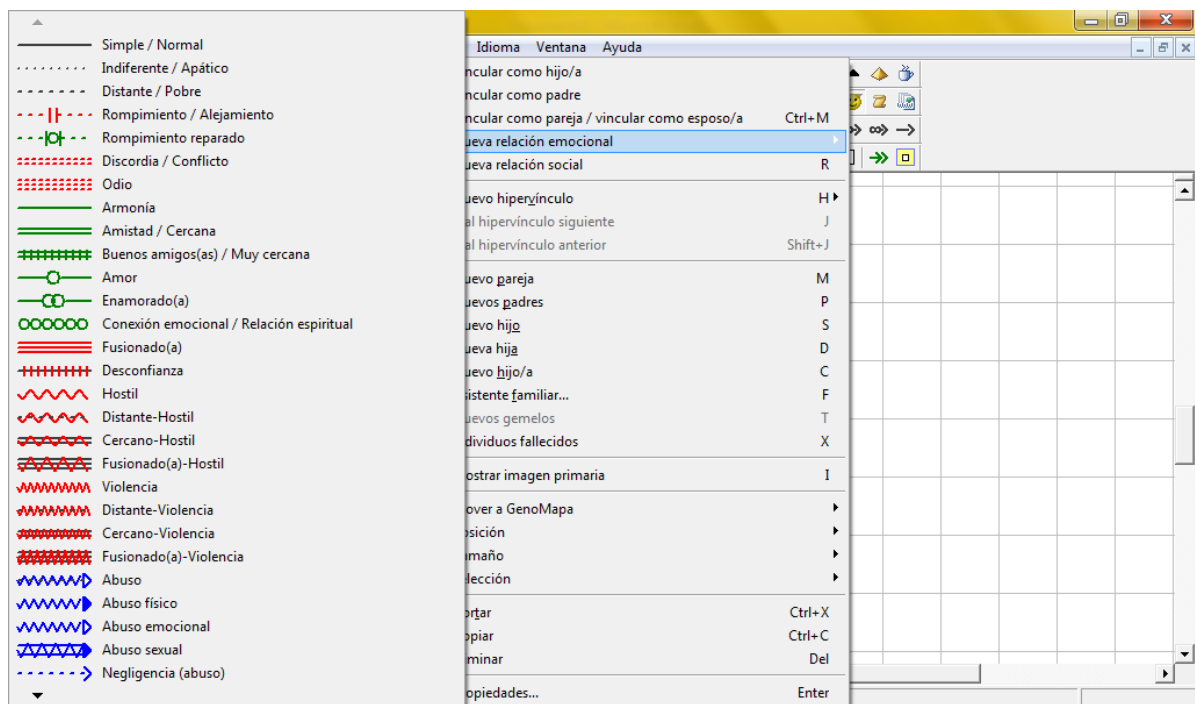 Simple / Normal
Indiferente / Apático
Distante / Pobre
Rompimiento / Alejamiento
Rompimiento reparado
Discordia / Conflicto
Odio
Armonía
Amistad / Cercana
Buenos amigos(as) / Muy cercana
Amor
Enamorado(a)
Conexión emocional / Relación espiritual
Fusionado(a)
Desconfianza
Hostil
Distante-Hostil
Cercano-Hostil
Fusionado(a)-Hostil
Violencia
Distante-Violencia
Cercano-Violencia
Fusionado(a)-Violencia
Abuso
Abuso físico
Abuso emocional
Abuso sexual
Negligencia (abuso)
Idioma Ventana Ayuda
ncular como hijo/a
ncular como padre
ncular como pareja / vincular como esposo/a Ctrl+M
ueva relación emocional
ueva relación social R
uevo hipervínculo H
al hipervínculo siguiente J
al hipervínculo anterior Shift+J
uevo pareja M
uevos padres P
uevo hijo S
ueva hija D
uevo hijo/a C
sistente familiar... F
uevos gemelos T
dividuos fallecidos X
ostrar imagen primaria I
over a GenoMapa
osición
maño
elección
ortar Ctrl+X
opiar Ctrl+C
minar Del
opiedades... Enter